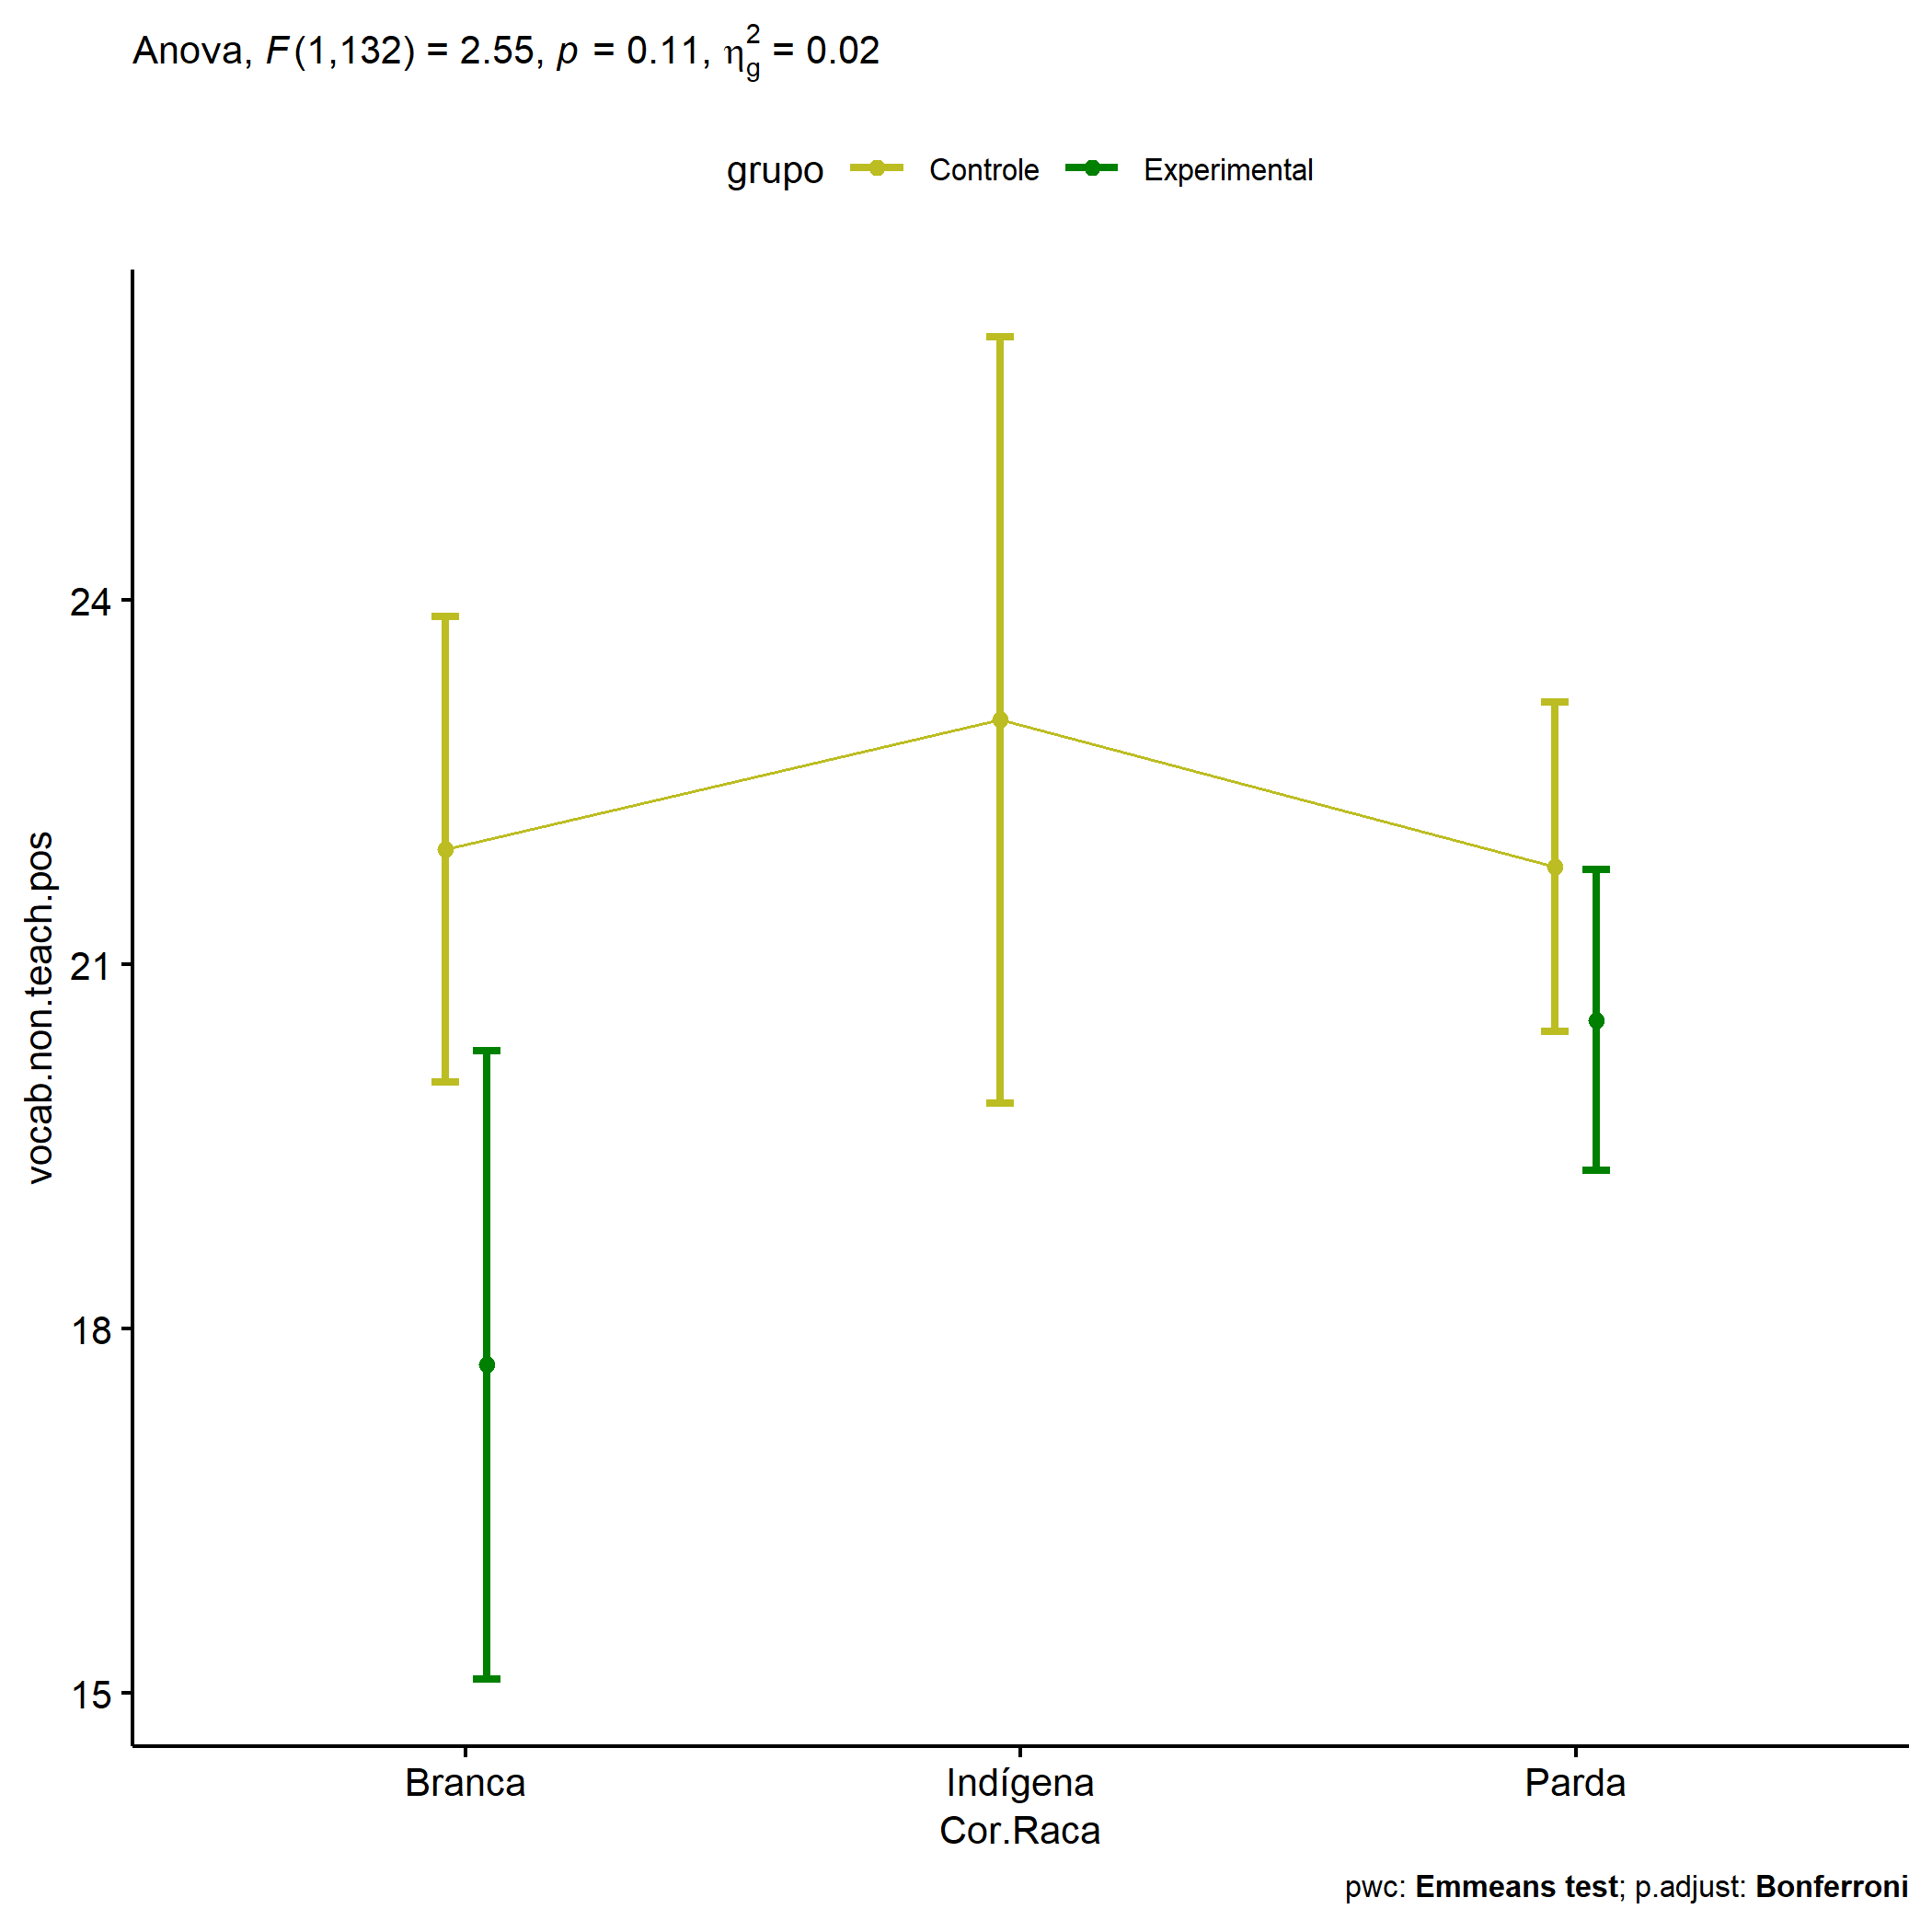 Anova, F(1,132) = 2.55, p = 0.11, η²g = 0.02
grupo Controle Experimental
24
21
18
15
vocab.non.teach.pos
Branca Indígena Parda
Cor.Raca
pwc: Emmeans test; p.adjust: Bonferroni